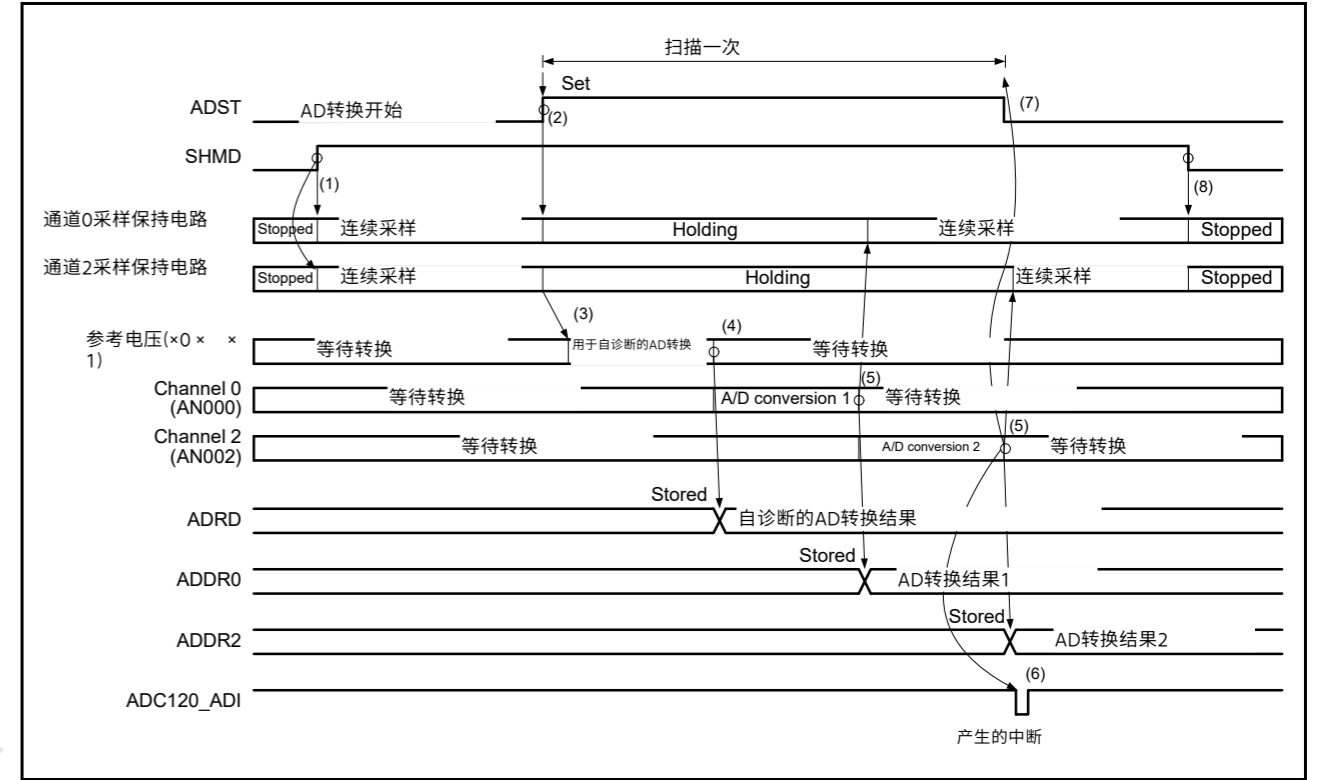 扫描一次
Set
ADST
AD转换开始
(2)
(7)
SHMD
(1)
(8)
通道0采样保持电路
Stopped
连续采样
Holding
连续采样
Stopped
通道2采样保持电路
Stopped
连续采样
Holding
连续采样
Stopped
(3)
(4)
参考电压(×0 × ×
1)
等待转换
用于自诊断的AD转换
等待转换
Channel 0
(AN000)
等待转换
A/D conversion 1
(5)
等待转换
Channel 2
(AN002)
等待转换
A/D conversion 2
(5)
等待转换
Stored
ADRD
自诊断的AD转换结果
Stored
ADDR0
AD转换结果1
Stored
ADDR2
AD转换结果2
(6)
ADC120_ADI
产生的中断